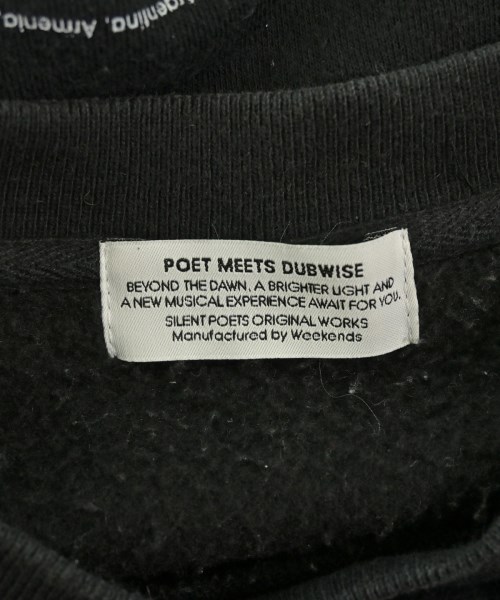 Argentina, Armenia,
POET MEETS DUBWISE
BEYOND THE DAWN, A BRIGHTER LIGHT AND
A NEW MUSICAL EXPERIENCE AWAIT FOR YOU.
SILENT POETS ORIGINAL WORKS
Manufactured by Weekends